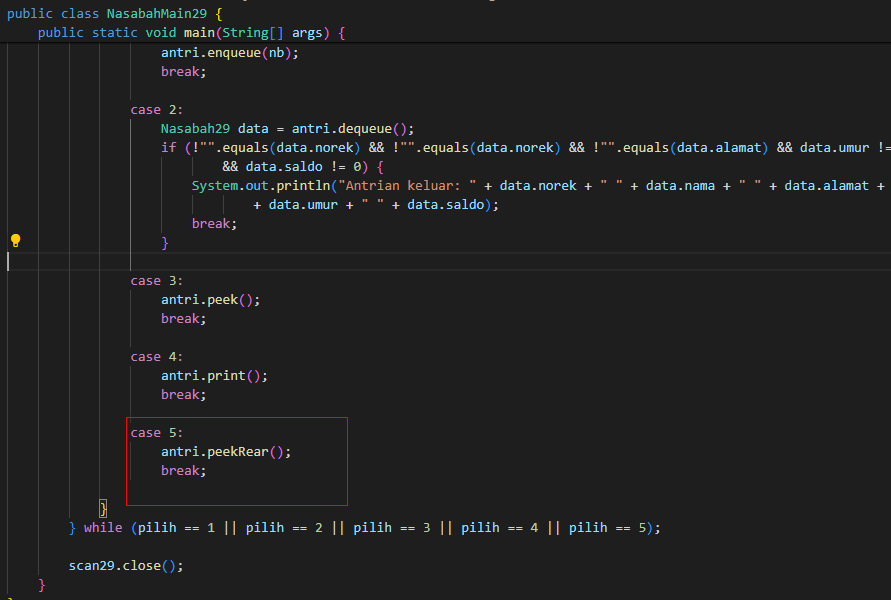 public class NasabahMain29 {
public static void main(String[] args) {
antri.enqueue(nb);
break;
case 2:
Nasabah29 data = antri.dequeue();
if (!"".equals(data.norek) && !"".equals(data.norek) && !"".equals(data.alamat) && data.umur !=
&& data.saldo != 0) {
System.out.println("Antrian keluar: " + data.norek + " " + data.nama + " " + data.alamat +
+ data.umur + " " + data.saldo);
break;
}
case 3:
antri.peek();
break;
case 4:
antri.print();
break;
case 5:
antri.peekRear();
break;
}
} while (pilih == 1 || pilih == 2 || pilih == 3 || pilih == 4 || pilih == 5);
scan29.close();
}